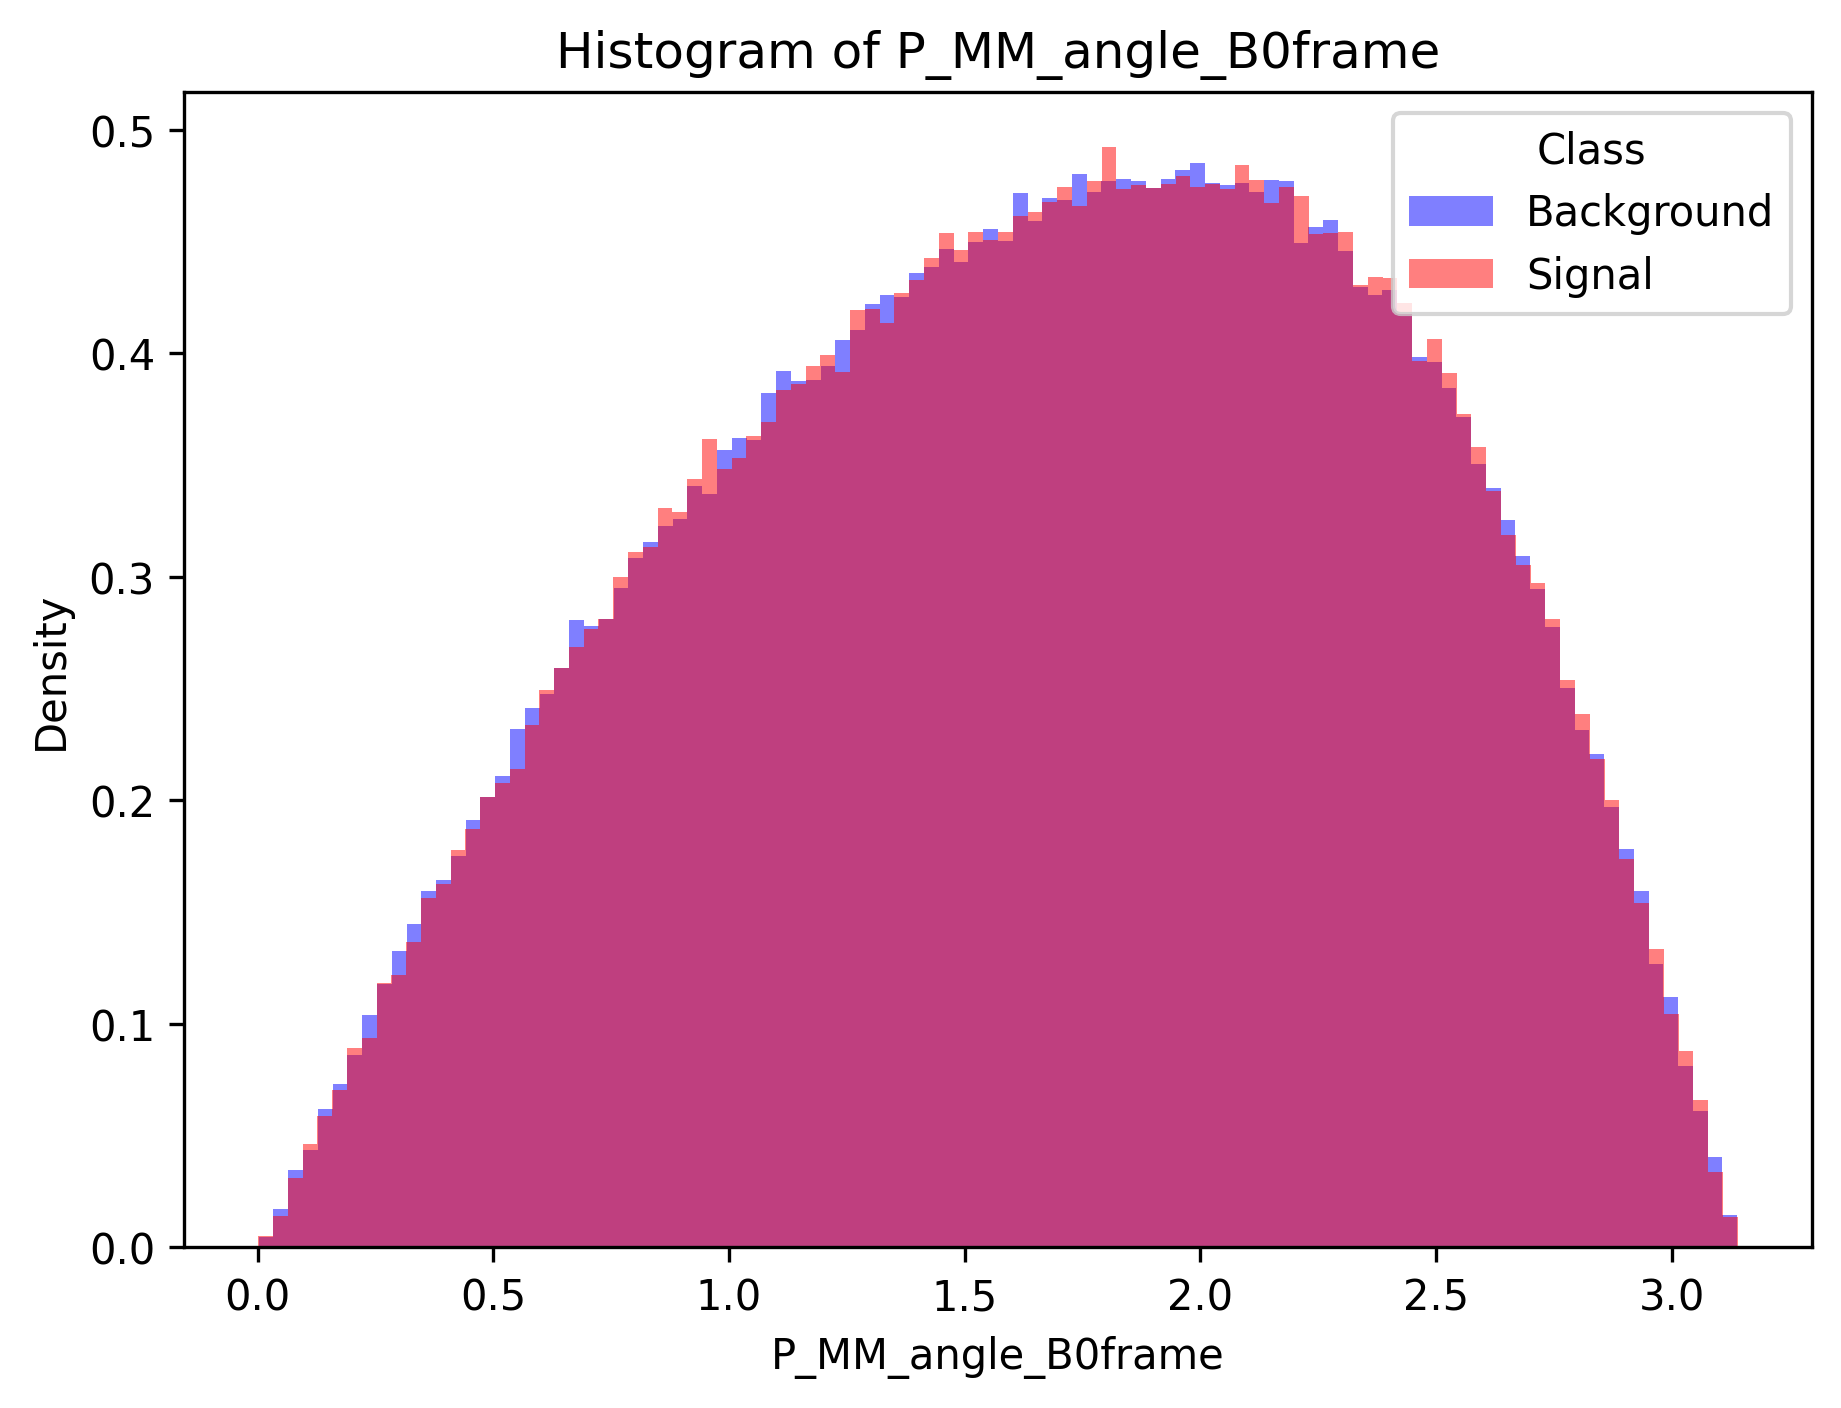 Histogram of P_MM_angle_B0frame
Class
Background
Signal
Density
0.5
0.4
0.3
0.2
0.1
0.0
0.0 0.5 1.0 1.5 2.0 2.5 3.0
P_MM_angle_B0frame